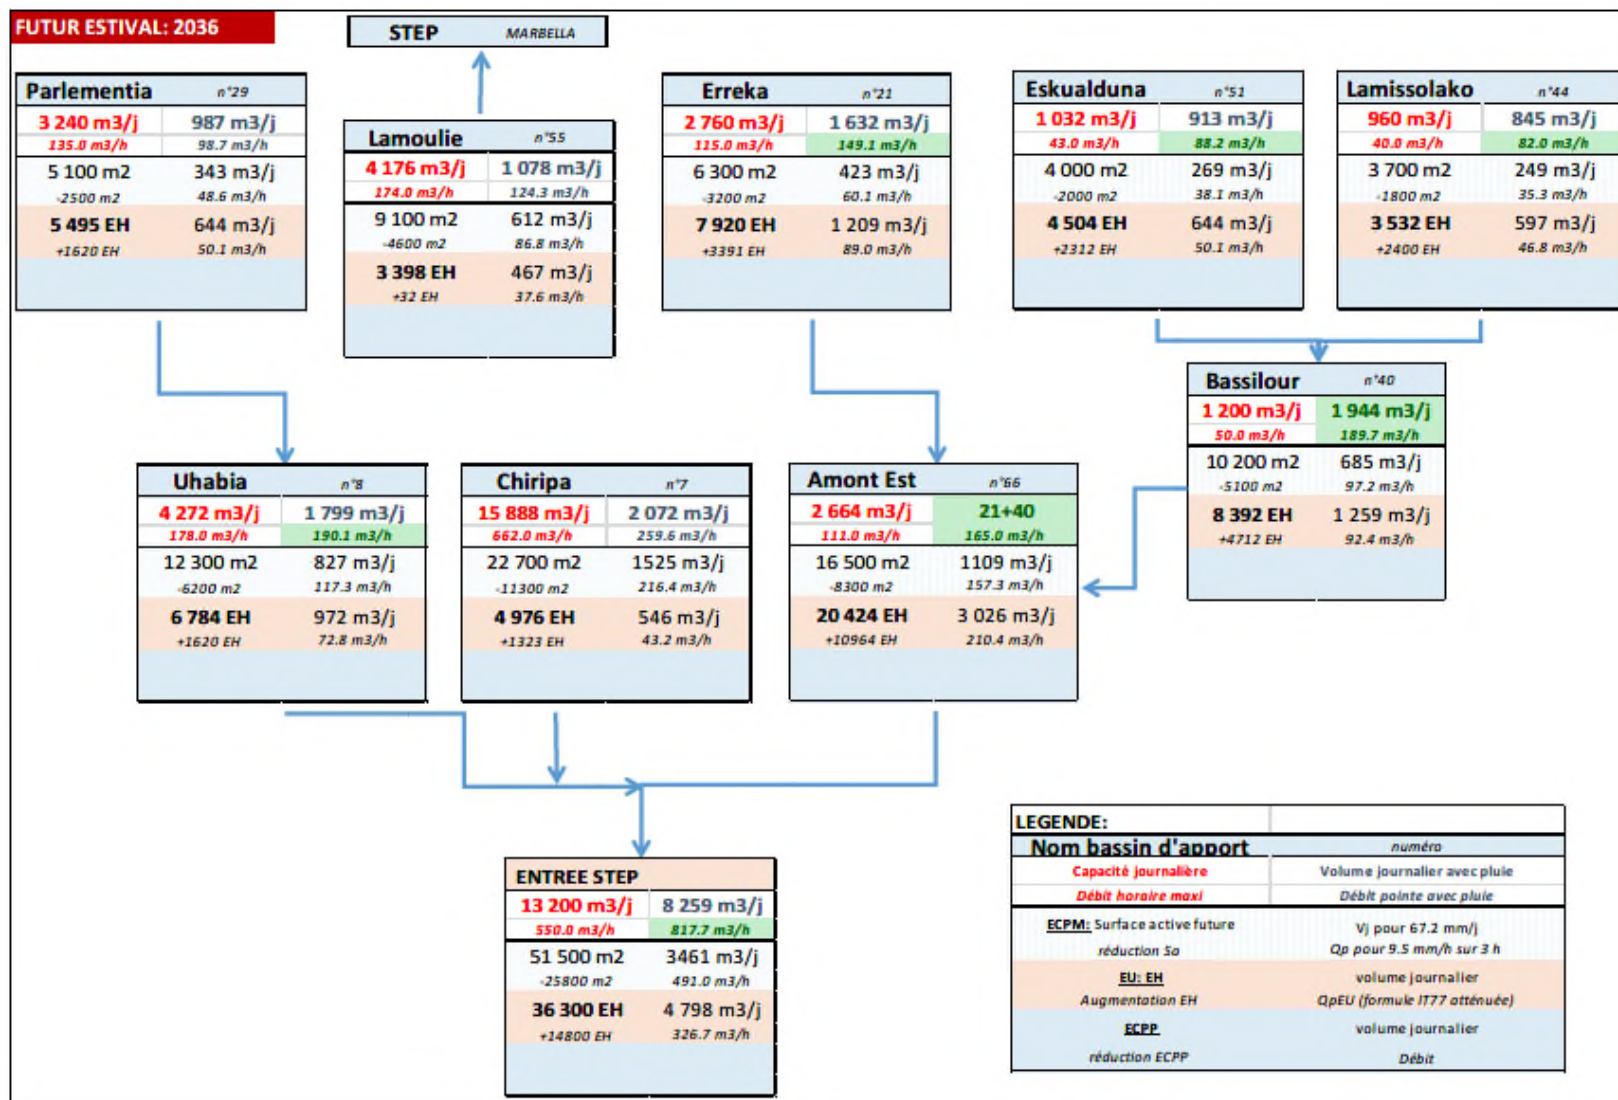 FUTUR ESTIVAL: 2036
STEP MARBELLA
Parlementia n°29
3 240 m3/j 987 m3/j
135.0 m3/h 98.7 m3/h
5 100 m2 343 m3/j
-2500 m2 48.6 m3/h
5 495 EH 644 m3/j
+1620 EH 50.1 m3/h
Lamoulie n°55
4 176 m3/j 1 078 m3/j
174.0 m3/h 124.3 m3/h
9 100 m2 612 m3/j
-4600 m2 86.8 m3/h
3 398 EH 467 m3/j
+32 EH 37.6 m3/h
Erreka n°21
2 760 m3/j 1 632 m3/j
115.0 m3/h 149.1 m3/h
6 300 m2 423 m3/j
-3200 m2 60.1 m3/h
7 920 EH 1 209 m3/j
+3391 EH 89.0 m3/h
Eskualduna n°51
1 032 m3/j 913 m3/j
43.0 m3/h 88.2 m3/h
4 000 m2 269 m3/j
-2000 m2 38.1 m3/h
4 504 EH 644 m3/j
+2312 EH 50.1 m3/h
Lamissolako n°44
960 m3/j 845 m3/j
40.0 m3/h 82.0 m3/h
3 700 m2 249 m3/j
-1800 m2 35.3 m3/h
3 532 EH 597 m3/j
+2400 EH 46.8 m3/h
Bassilour n°40
1 200 m3/j 1 944 m3/j
50.0 m3/h 189.7 m3/h
10 200 m2 685 m3/j
-5100 m2 97.2 m3/h
8 392 EH 1 259 m3/j
+4712 EH 92.4 m3/h
Uhabia n°8
4 272 m3/j 1 799 m3/j
178.0 m3/h 190.1 m3/h
12 300 m2 827 m3/j
-6200 m2 117.3 m3/h
6 784 EH 972 m3/j
+1620 EH 72.8 m3/h
Chiripa n°7
15 888 m3/j 2 072 m3/j
662.0 m3/h 259.6 m3/h
22 700 m2 1525 m3/j
-11300 m2 216.4 m3/h
4 976 EH 546 m3/j
+1323 EH 43.2 m3/h
Amont Est n°66
2 664 m3/j 21+40
111.0 m3/h 165.0 m3/h
16 500 m2 1109 m3/j
-8300 m2 157.3 m3/h
20 424 EH 3 026 m3/j
+10964 EH 210.4 m3/h
ENTREE STEP
13 200 m3/j 8 259 m3/j
550.0 m3/h 817.7 m3/h
51 500 m2 3461 m3/j
-25800 m2 491.0 m3/h
36 300 EH 4 798 m3/j
+14800 EH 326.7 m3/h
LEGENDE:
Nom bassin d'apport numéro
Capacité journalière Volume journalier avec pluie
Débit horaire maxi Débit pointe avec pluie
ECPM: Surface active future Vj pour 67.2 mm/j
réduction Sa Qp pour 9.5 mm/h sur 3 h
EU: EH volume journalier
Augmentation EH QpEU (formule IT77 atténuée)
ECPP volume journalier
réduction ECPP Débit